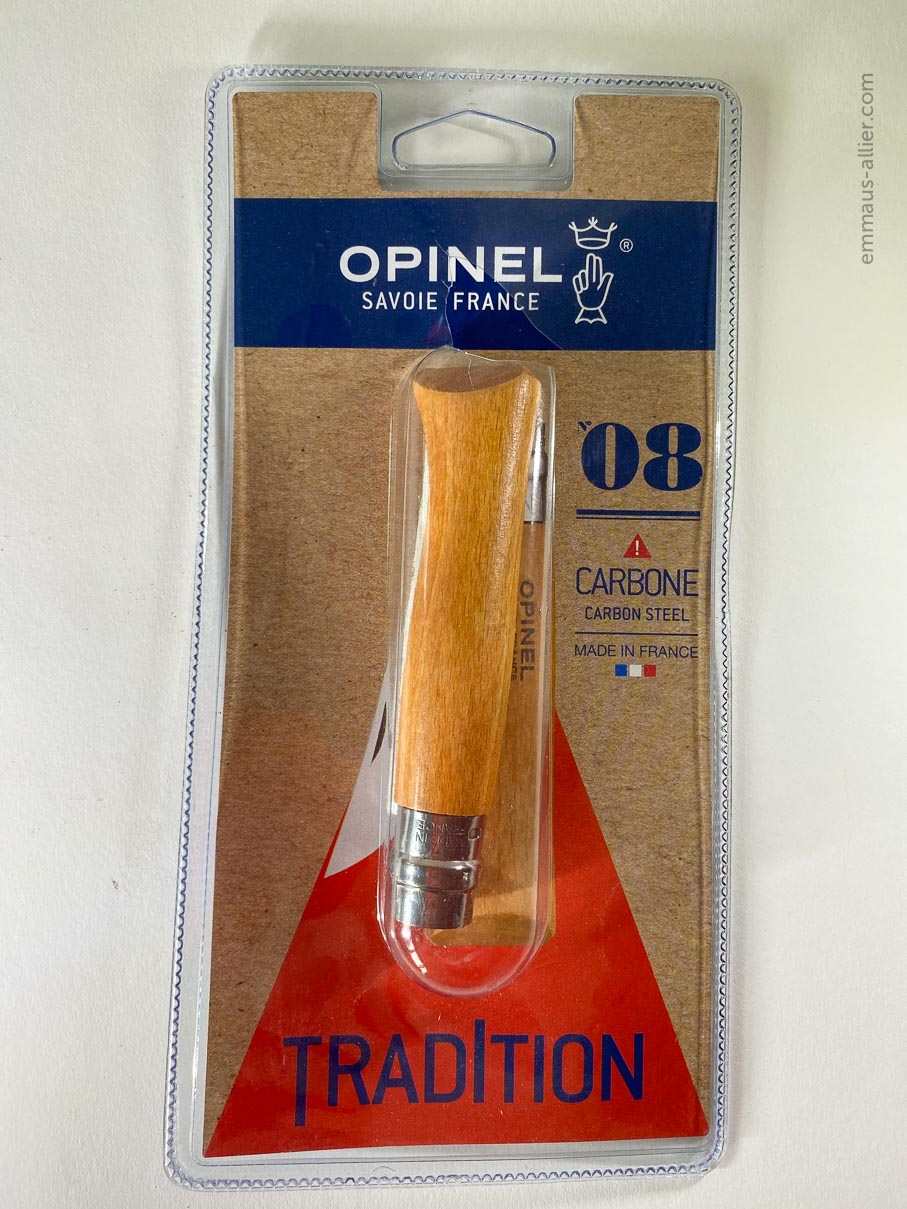 emmaus-allier.com
OPINEL ®
SAVOIE FRANCE
N° 08
!
CARBONE
CARBON STEEL
MADE IN FRANCE
OPINEL
TRADITION